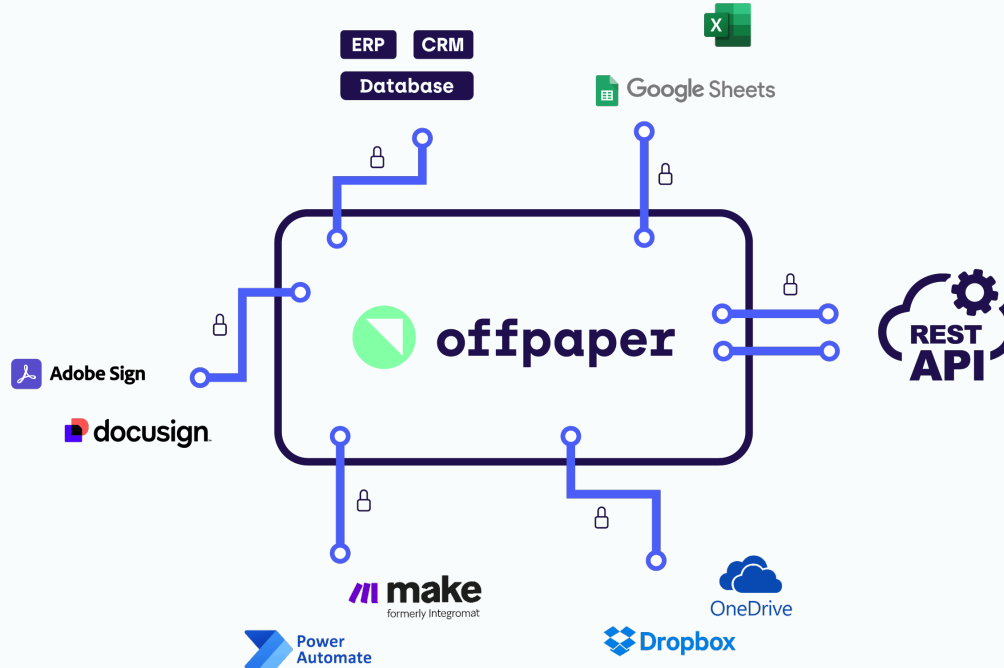 ERP CRM
Database
X
Google Sheets
offpaper
REST
API
Adobe Sign
docusign
make
formerly Integromat
OneDrive
Dropbox
Power
Automate